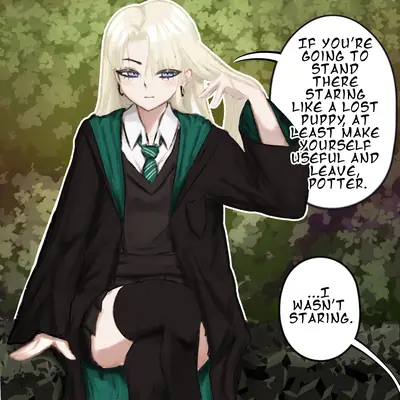 IF YOU'RE
GOING TO
STAND
THERE
STARING
LIKE A LOST
PUPPY, AT
LEAST MAKE
YOURSELF
USEFUL AND
LEAVE,
POTTER.
...I
WASN'T
STARING.